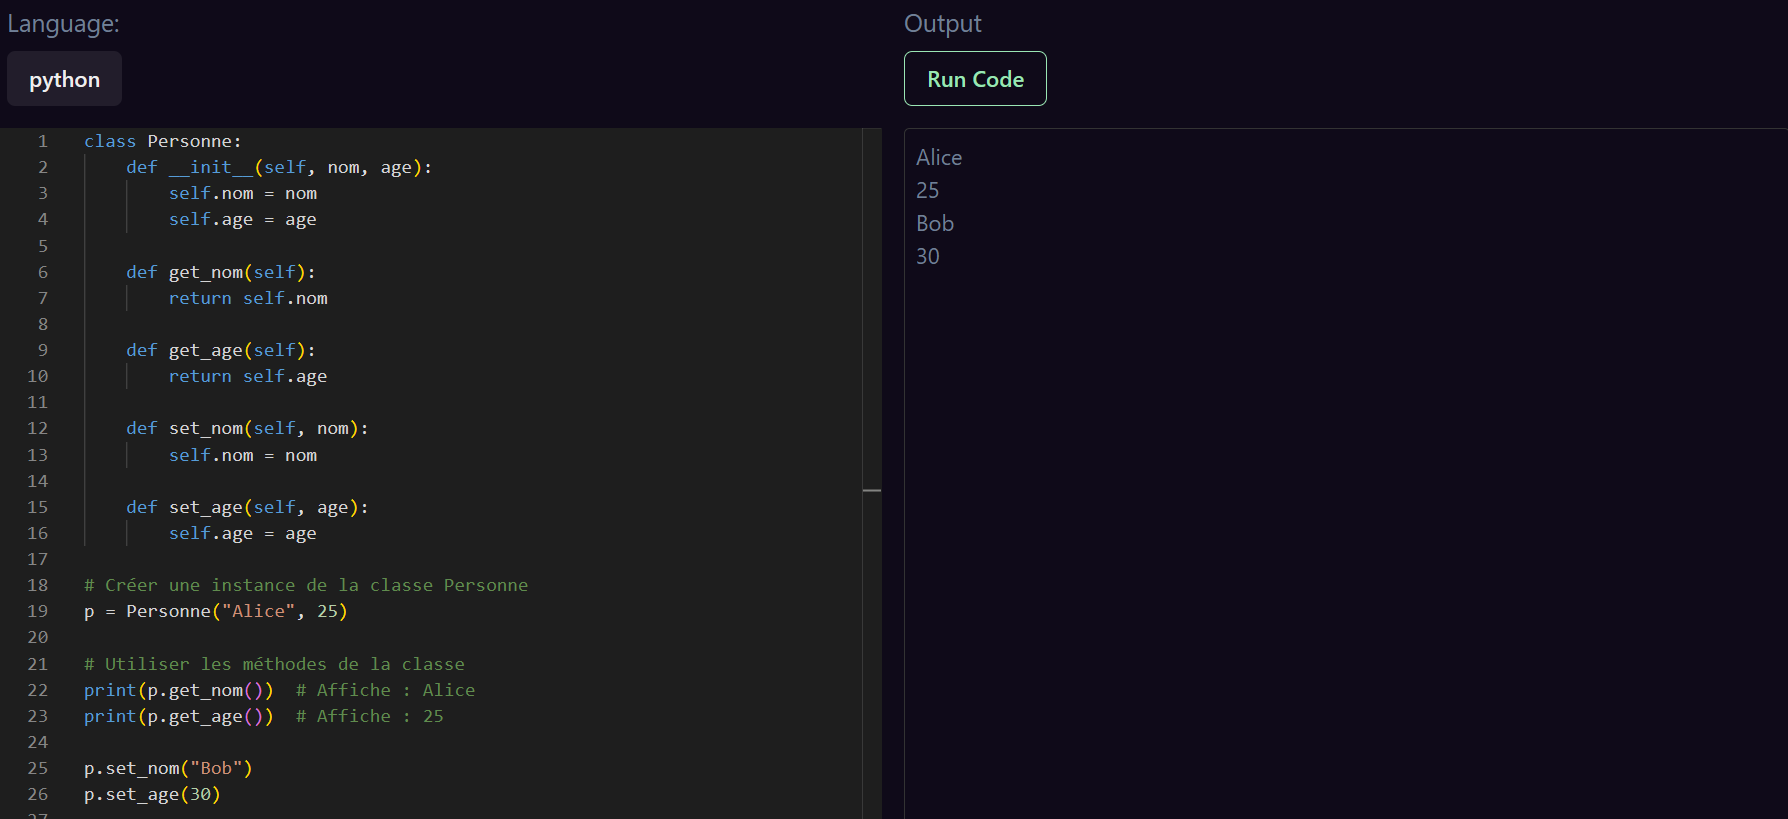 Language:
python
1 class Personne:
2     def __init__(self, nom, age):
3         self.nom = nom
4         self.age = age
5
6     def get_nom(self):
7         return self.nom
8
9     def get_age(self):
10         return self.age
11
12     def set_nom(self, nom):
13         self.nom = nom
14
15     def set_age(self, age):
16         self.age = age
17
18 # Créer une instance de la classe Personne
19 p = Personne("Alice", 25)
20
21 # Utiliser les méthodes de la classe
22 print(p.get_nom())  # Affiche : Alice
23 print(p.get_age())  # Affiche : 25
24
25 p.set_nom("Bob")
26 p.set_age(30)
27
Output
Run Code
Alice
25
Bob
30